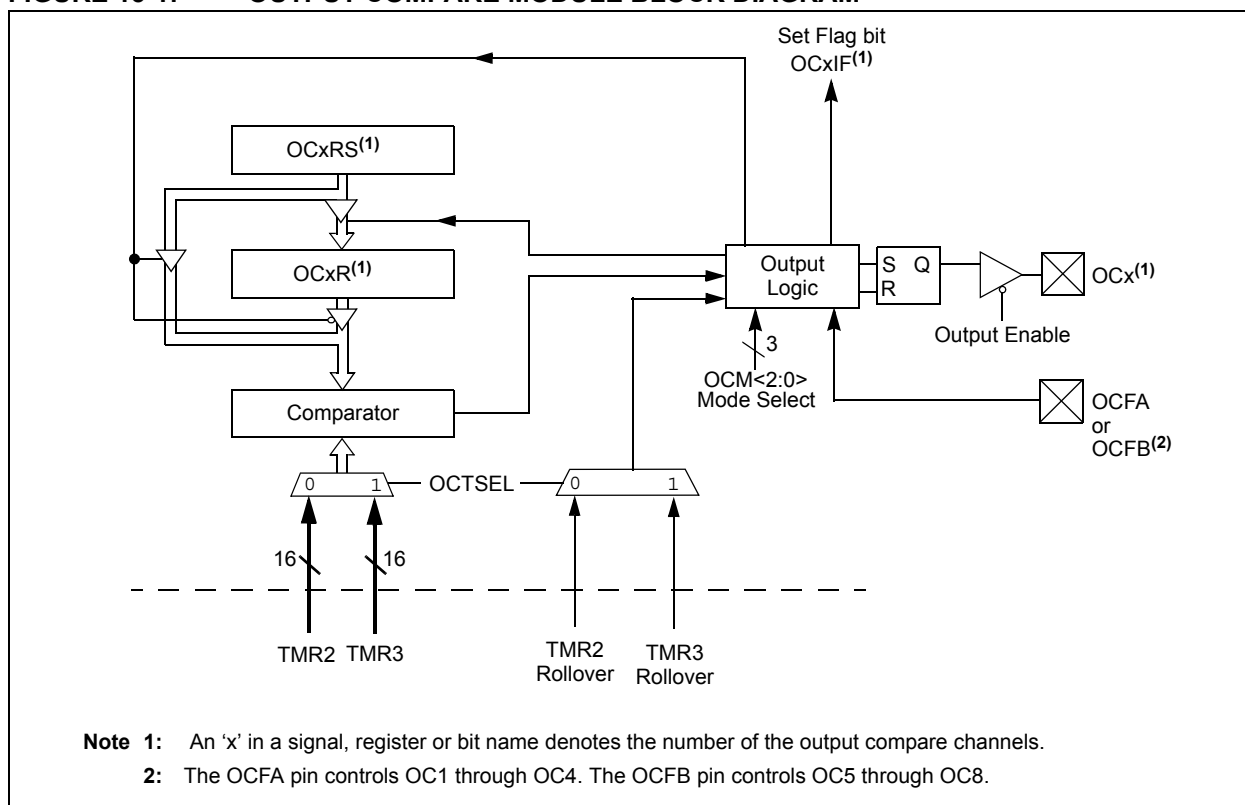 Set Flag bit
OCxIF(1)
OCxRS(1)
OCxR(1)
Output
Logic
S Q
R
OCx(1)
Output Enable
3
OCM<2:0>
Mode Select
Comparator
OCFA
or
OCFB(2)
0 1
OCTSEL
0 1
16
16
TMR2 TMR3
TMR2
Rollover
TMR3
Rollover
Note 1: An ‘x’ in a signal, register or bit name denotes the number of the output compare channels.
2: The OCFA pin controls OC1 through OC4. The OCFB pin controls OC5 through OC8.